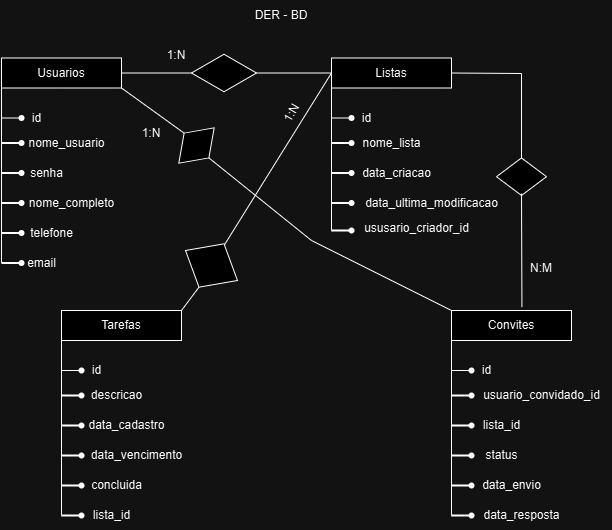 DER - BD
1:N
Usuarios
Listas
id
nome_usuario
senha
nome_completo
telefone
email
1:N
1:N
id
nome_lista
data_criacao
data_ultima_modificacao
ususario_criador_id
N:M
Tarefas
id
descricao
data_cadastro
data_vencimento
concluida
lista_id
Convites
id
usuario_convidado_id
lista_id
status
data_envio
data_resposta